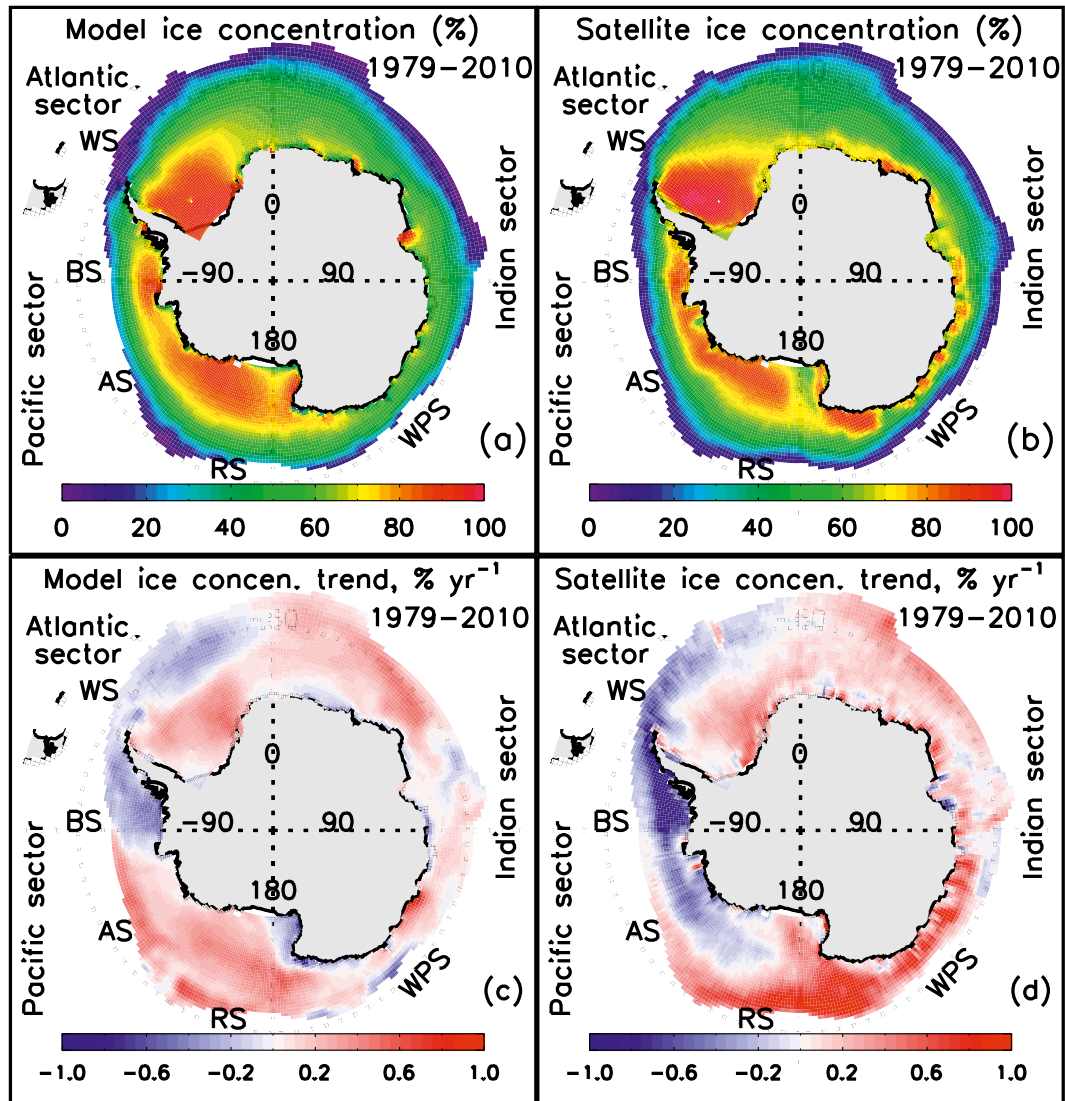 Model ice concentration (%)
1979–2010
Atlantic
sector
WS
Indian sector
0
BS
−90
90
Pacific sector
180
AS
WPS
(a)
RS
0 20 40 60 80 100
Satellite ice concentration (%)
1979–2010
Atlantic
sector
WS
Indian sector
0
BS
−90
90
Pacific sector
180
AS
WPS
(b)
RS
0 20 40 60 80 100
Model ice concen. trend, % yr⁻¹
1979–2010
Atlantic
sector
WS
Indian sector
0
BS
−90
90
Pacific sector
180
AS
WPS
(c)
RS
−1.0 −0.6 −0.2 0.2 0.6 1.0
Satellite ice concen. trend, % yr⁻¹
1979–2010
Atlantic
sector
WS
Indian sector
0
BS
−90
90
Pacific sector
180
AS
WPS
(d)
RS
−1.0 −0.6 −0.2 0.2 0.6 1.0